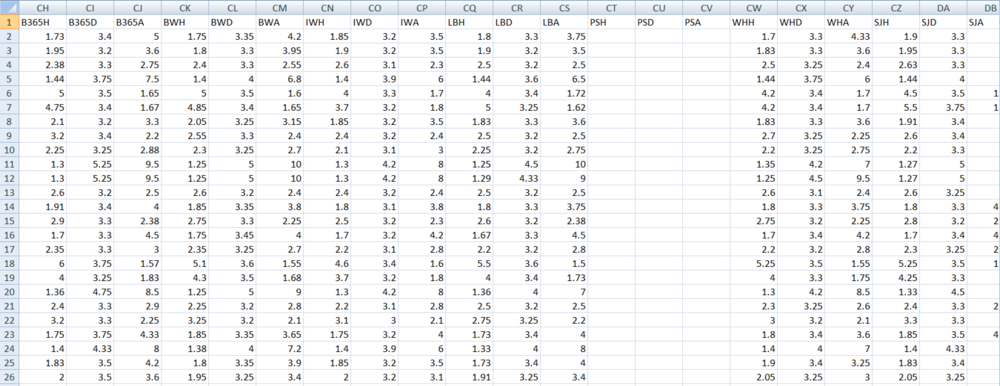 CH CI CJ CK CL CM CN CO CP CQ CR CS CT CU CV CW CX CY CZ DA DB
1 B365H B365D B365A BWH BWD BWA IWH IWD IWA LBH LBD LBA PSH PSD PSA WHH WHD WHA SJH SJD SJA
2 1.73 3.4 5 1.75 3.35 4.2 1.85 3.2 3.5 1.8 3.3 3.75 1.7 3.3 4.33 1.9 3.3
3 1.95 3.2 3.6 1.8 3.3 3.95 1.9 3.2 3.5 1.9 3.2 3.5 1.83 3.3 3.6 1.95 3.3
4 2.38 3.3 2.75 2.4 3.3 2.55 2.6 3.1 2.3 2.5 3.2 2.5 2.5 3.25 2.4 2.63 3.3
5 1.44 3.75 7.5 1.4 4 6.8 1.4 3.9 6 1.44 3.6 6.5 1.44 3.75 6 1.44 4
6 5 3.5 1.65 5 3.5 1.6 4 3.3 1.7 4 3.4 1.72 4.2 3.4 1.7 4.5 3.5 1
7 4.75 3.4 1.67 4.85 3.4 1.65 3.7 3.2 1.8 5 3.25 1.62 4.2 3.4 1.7 5.5 3.75 1
8 2.1 3.2 3.3 2.05 3.25 3.15 1.85 3.2 3.5 1.83 3.3 3.6 1.83 3.3 3.6 1.91 3.4
9 3.2 3.4 2.2 2.55 3.3 2.4 2.4 3.2 2.4 2.5 3.2 2.5 2.7 3.25 2.25 2.6 3.4
10 2.25 3.25 2.88 2.3 3.25 2.7 2.1 3.1 3 2.25 3.2 2.75 2.2 3.25 2.75 2.2 3.3
11 1.3 5.25 9.5 1.25 5 10 1.3 4.2 8 1.25 4.5 10 1.35 4.2 7 1.27 5
12 1.3 5.25 9.5 1.25 5 10 1.3 4.2 8 1.29 4.33 9 1.25 4.5 9.5 1.27 5
13 2.6 3.2 2.5 2.6 3.2 2.4 2.4 3.2 2.4 2.5 3.2 2.5 2.6 3.1 2.4 2.6 3.25
14 1.91 3.4 4 1.85 3.35 3.8 1.8 3.1 3.8 1.8 3.3 3.75 1.8 3.3 3.75 1.8 3.3 4
15 2.9 3.3 2.38 2.75 3.3 2.25 2.5 3.2 2.3 2.6 3.2 2.38 2.75 3.2 2.25 2.8 3.2 2
16 1.7 3.3 4.5 1.75 3.45 4 1.7 3.2 4.2 1.67 3.3 4.5 1.7 3.4 4.2 1.7 3.4 4
17 2.35 3.3 3 2.35 3.25 2.7 2.2 3.1 2.8 2.2 3.2 2.8 2.2 3.2 2.8 2.3 3.25 2
18 6 3.75 1.57 5.1 3.6 1.55 4.6 3.4 1.6 5.5 3.6 1.5 5.25 3.5 1.55 5.25 3.5 1
19 4 3.25 1.83 4.3 3.5 1.68 3.7 3.2 1.8 4 3.4 1.73 4 3.3 1.75 4.25 3.3
20 1.36 4.75 8.5 1.25 5 9 1.3 4.2 8 1.36 4 7 1.3 4.2 8.5 1.33 4.5
21 2.4 3.3 2.9 2.25 3.2 2.8 2.2 3.1 2.8 2.5 3.2 2.5 2.3 3.25 2.6 2.4 3.3 2
22 3.2 3.3 2.25 3.25 3.2 2.1 3.1 3 2.1 2.75 3.25 2.2 3 3.2 2.1 3.3 3.3
23 1.75 3.75 4.33 1.85 3.35 3.65 1.75 3.2 4 1.73 3.4 4 1.8 3.4 3.6 1.85 3.5 4
24 1.4 4.33 8 1.38 4 7.2 1.4 3.9 6 1.33 4 8 1.4 4 7 1.4 4.33
25 1.83 3.5 4.2 1.8 3.35 3.9 1.85 3.2 3.5 1.73 3.4 4 1.9 3.4 3.25 1.83 3.4
26 2 3.5 3.6 1.95 3.25 3.4 2 3.2 3.1 1.91 3.25 3.4 2.05 3.25 3 2.05 3.25